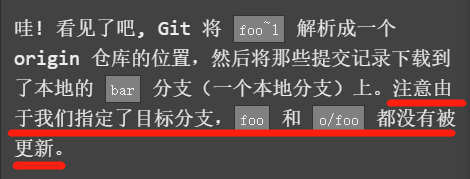 哇! 看见了吧, Git 将 foo~1 解析成一个
origin 仓库的位置，然后将那些提交记录下载到
了本地的 bar 分支（一个本地分支）上。注意由
于我们指定了目标分支，foo 和 o/foo 都没有被
更新。